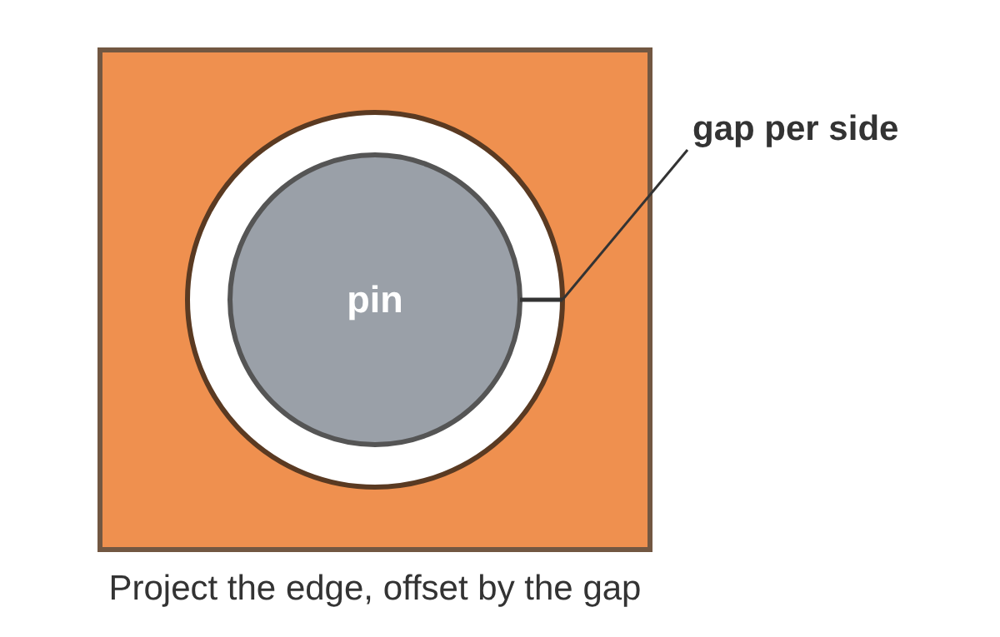 gap per side
pin
Project the edge, offset by the gap